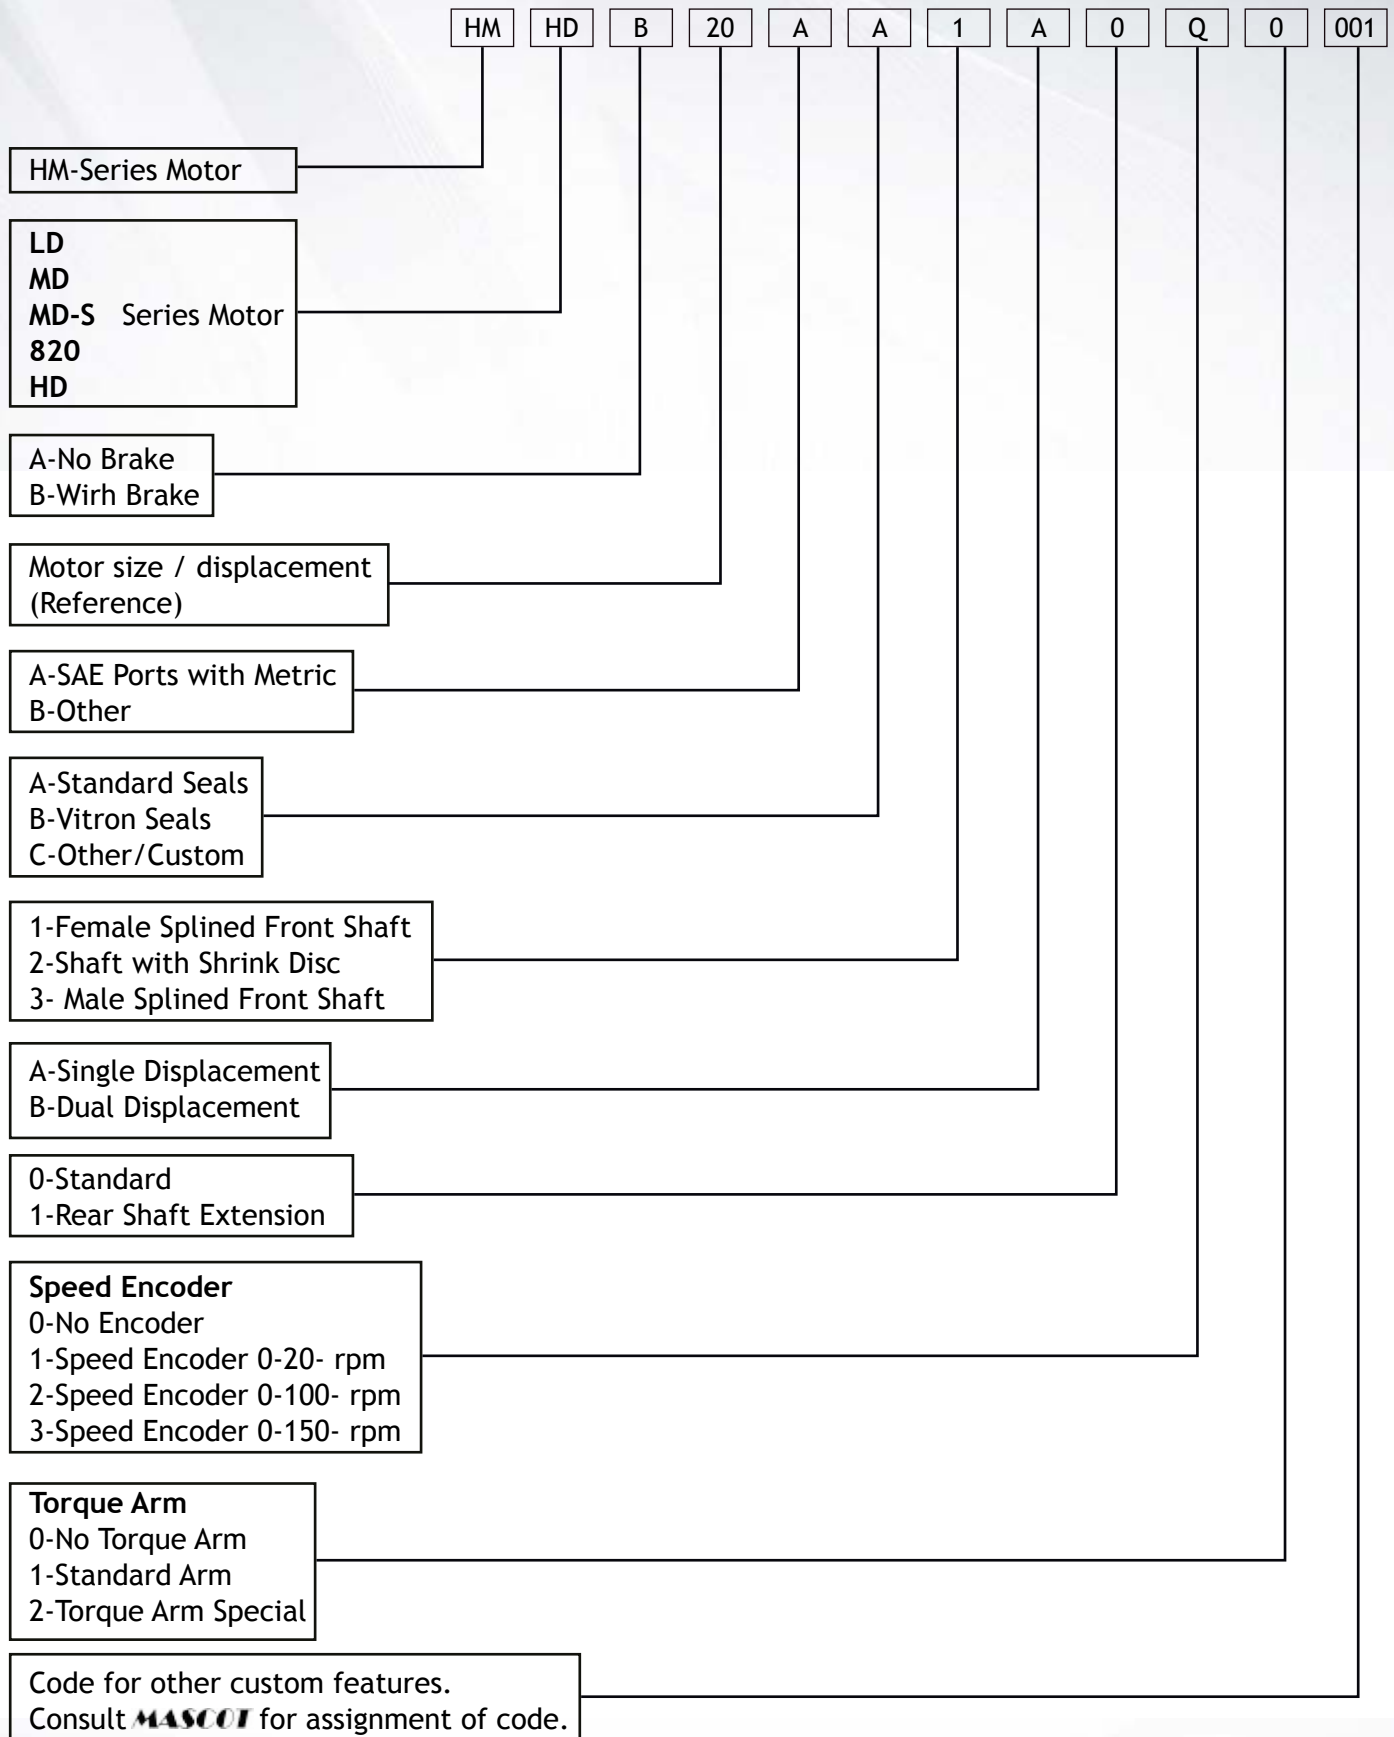 HM HD B 20 A A 1 A 0 Q 0 001
HM-Series Motor
LD
MD
MD-S Series Motor
820
HD
A-No Brake
B-Wirh Brake
Motor size / displacement
(Reference)
A-SAE Ports with Metric
B-Other
A-Standard Seals
B-Vitron Seals
C-Other/Custom
1-Female Splined Front Shaft
2-Shaft with Shrink Disc
3- Male Splined Front Shaft
A-Single Displacement
B-Dual Displacement
0-Standard
1-Rear Shaft Extension
Speed Encoder
0-No Encoder
1-Speed Encoder 0-20- rpm
2-Speed Encoder 0-100- rpm
3-Speed Encoder 0-150- rpm
Torque Arm
0-No Torque Arm
1-Standard Arm
2-Torque Arm Special
Code for other custom features.
Consult MASCOT for assignment of code.